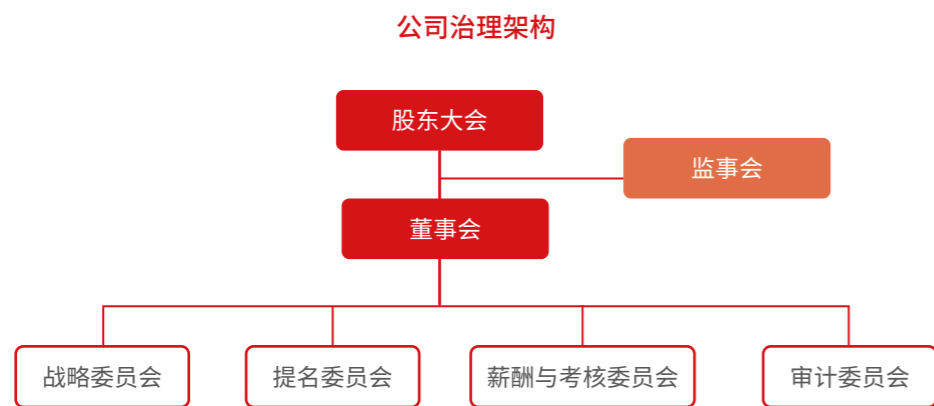 公司治理架构
股东大会
监事会
董事会
战略委员会
提名委员会
薪酬与考核委员会
审计委员会